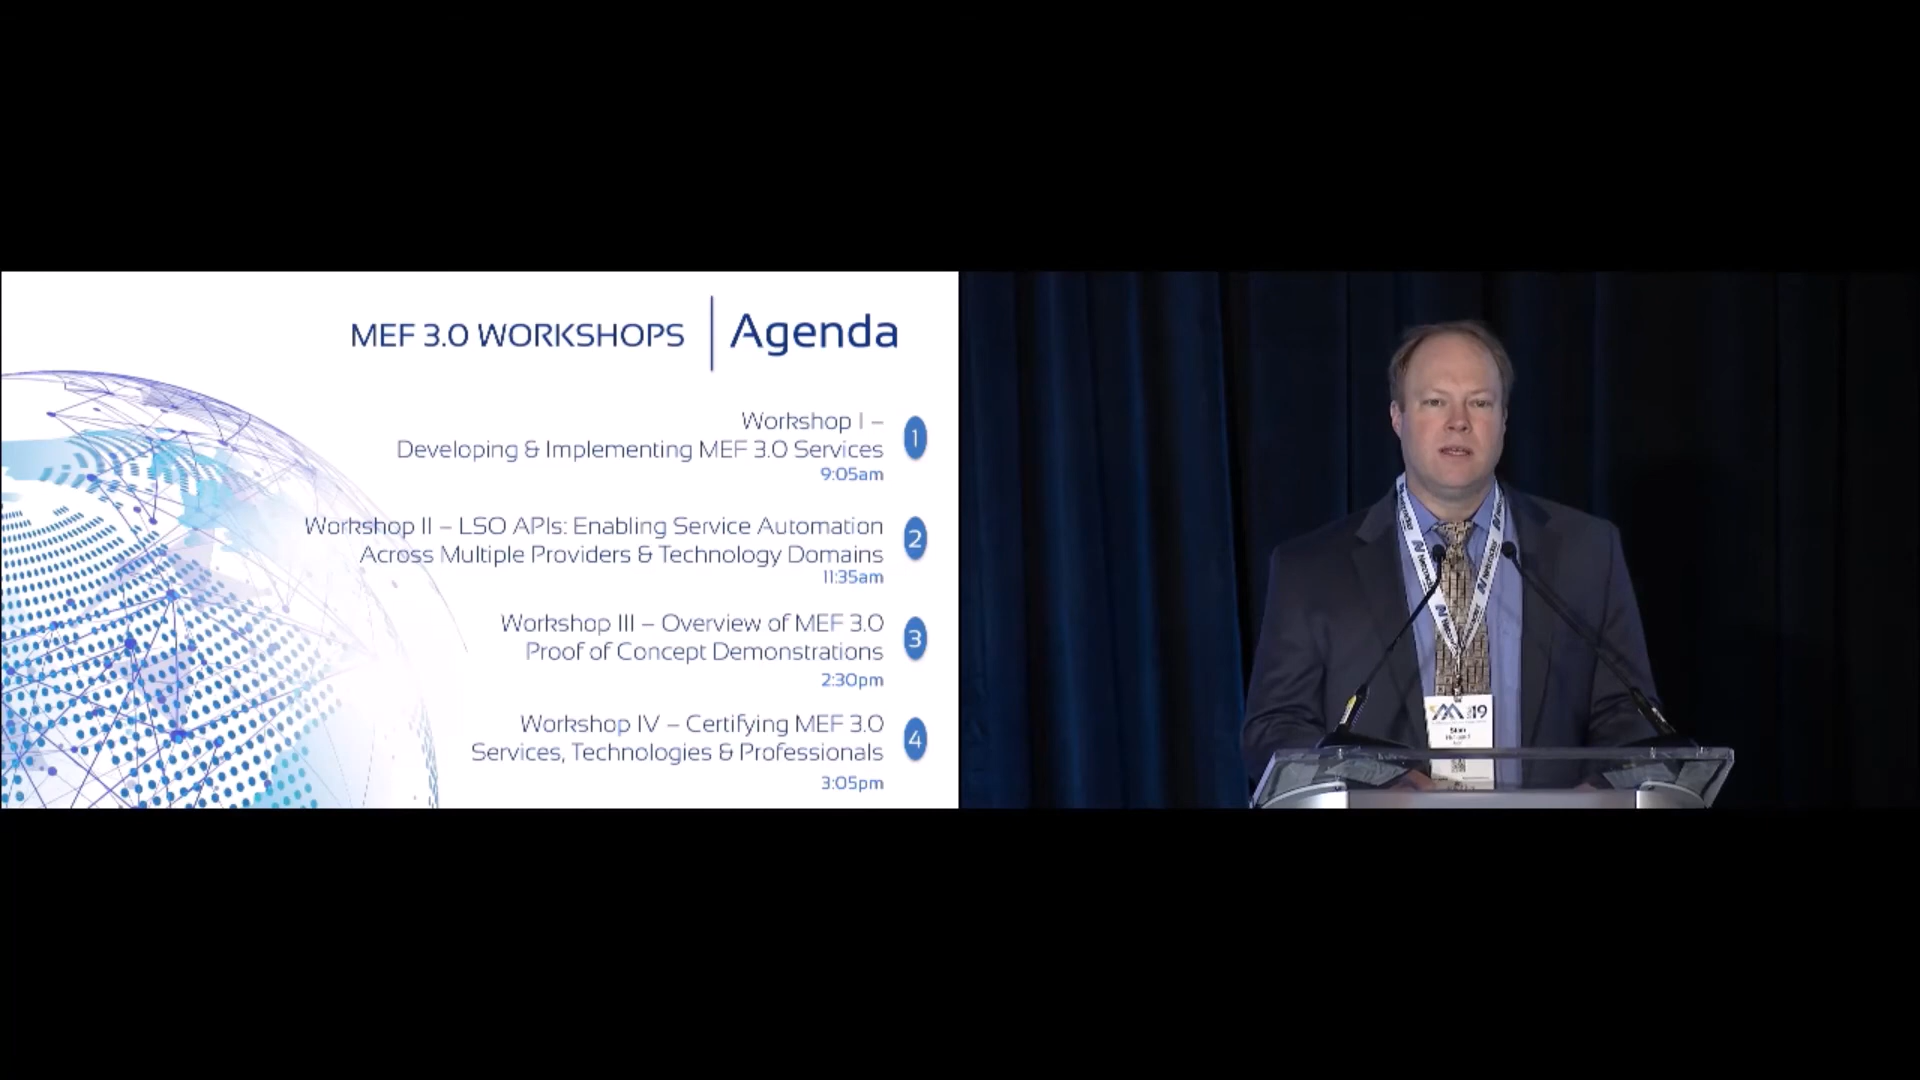 MEF 3.0 WORKSHOPS
Agenda
Workshop I –
Developing & Implementing MEF 3.0 Services
9:05am
1
Workshop II – LSO APIs: Enabling Service Automation
Across Multiple Providers & Technology Domains
11:35am
2
Workshop III – Overview of MEF 3.0
Proof of Concept Demonstrations
2:30pm
3
Workshop IV – Certifying MEF 3.0
Services, Technologies & Professionals
3:05pm
4
19
Stan